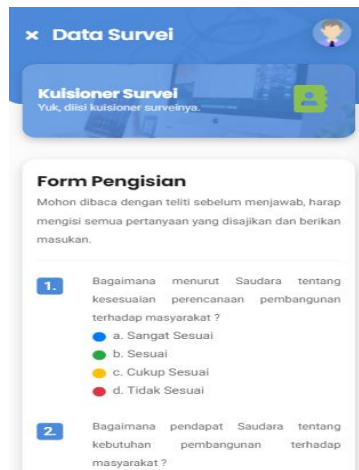 × Data Survei
Kuisioner Survei
Yuk, diisi kuisioner surveinya.
Form Pengisian
Mohon dibaca dengan teliti sebelum menjawab, harap
mengisi semua pertanyaan yang disajikan dan berikan
masukan.
1. Bagaimana menurut Saudara tentang
kesesuaian perencanaan pembangunan
terhadap masyarakat ?
a. Sangat Sesuai
b. Sesuai
c. Cukup Sesuai
d. Tidak Sesuai
2. Bagaimana pendapat Saudara tentang
kebutuhan pembangunan terhadap
masyarakat ?